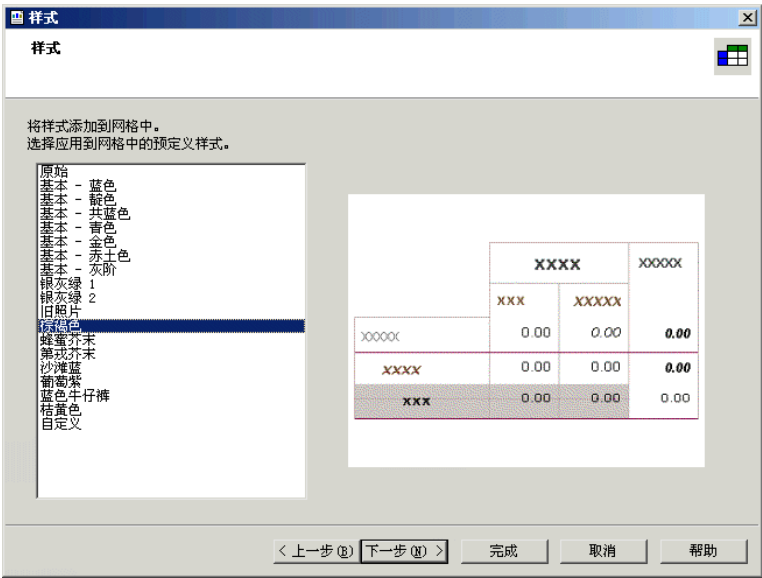 样式
样式
将样式添加到网格中。
选择应用到网格中的预定义样式。
原始
基本 - 蓝色
基本 - 靛色
基本 - 共蓝色
基本 - 青色
基本 - 金色
基本 - 赤土色
基本 - 灰阶
银灰绿 1
银灰绿 2
旧照片
棕褐色
蜂蜜芥末
第戎芥末
沙滩蓝
葡萄紫
蓝色牛仔裤
桔黄色
自定义
XXXX XXXXX
XXX XXXXX
XXXXX 0.00 0.00 0.00
XXXX 0.00 0.00 0.00
XXX 0.00 0.00 0.00
< 上一步(B) 下一步(N) > 完成 取消 帮助